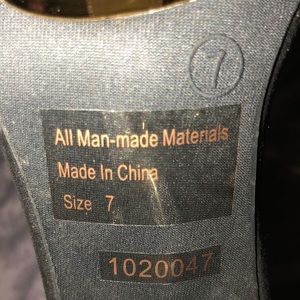 7
All Man-made Materials
Made In China
Size 7
1020047